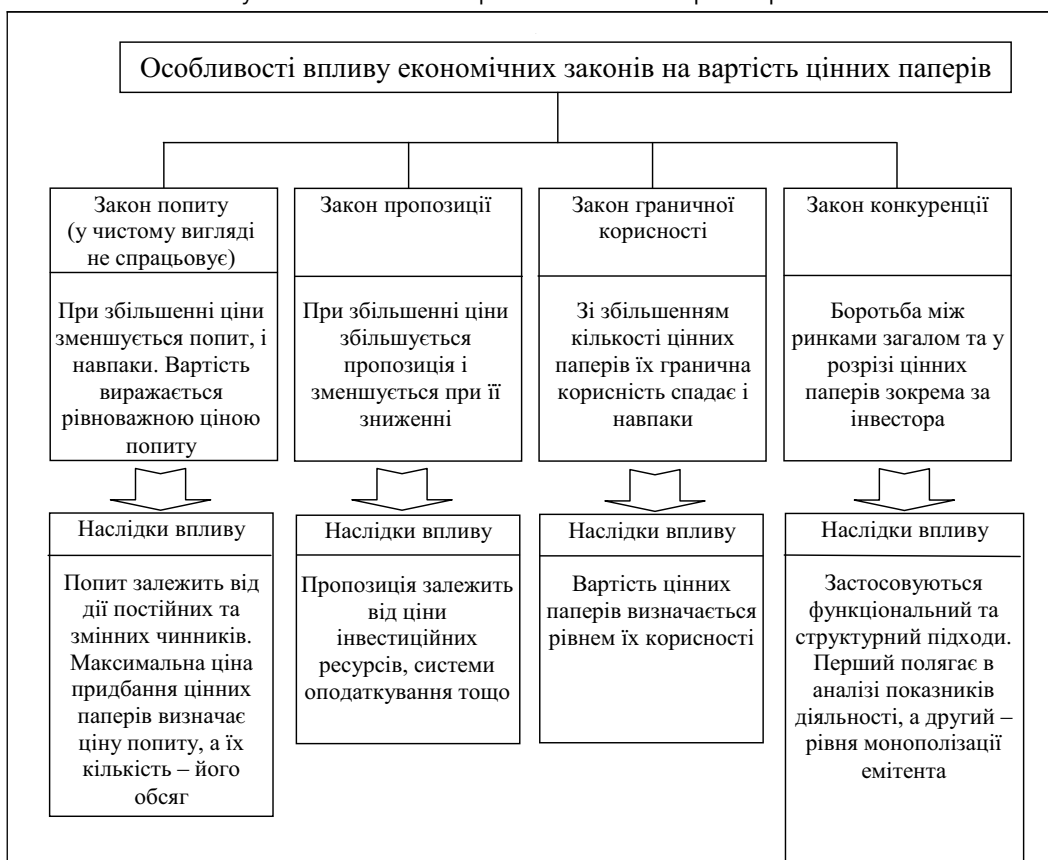 Особливості впливу економічних законів на вартість цінних паперів
Закон попиту
(у чистому вигляді
не спрацьовує)
При збільшенні ціни
зменшується попит, і
навпаки. Вартість
виражається
рівноважною ціною
попиту
Наслідки впливу
Попит залежить від
дії постійних та
змінних чинників.
Максимальна ціна
придбання цінних
паперів визначає
ціну попиту, а їх
кількість – його
обсяг
Закон пропозиції
При збільшенні ціни
збільшується
пропозиція і
зменшується при її
зниженні
Наслідки впливу
Пропозиція залежить
від ціни
інвестиційних
ресурсів, системи
оподаткування тощо
Закон граничної
корисності
Зі збільшенням
кількості цінних
паперів їх гранична
корисність спадає і
навпаки
Наслідки впливу
Вартість цінних
паперів визначається
рівнем їх корисності
Закон конкуренції
Боротьба між
ринками загалом та у
розрізі цінних
паперів зокрема за
інвестора
Наслідки впливу
Застосовуються
функціональний та
структурний підходи.
Перший полягає в
аналізі показників
діяльності, а другий –
рівня монополізації
емітента